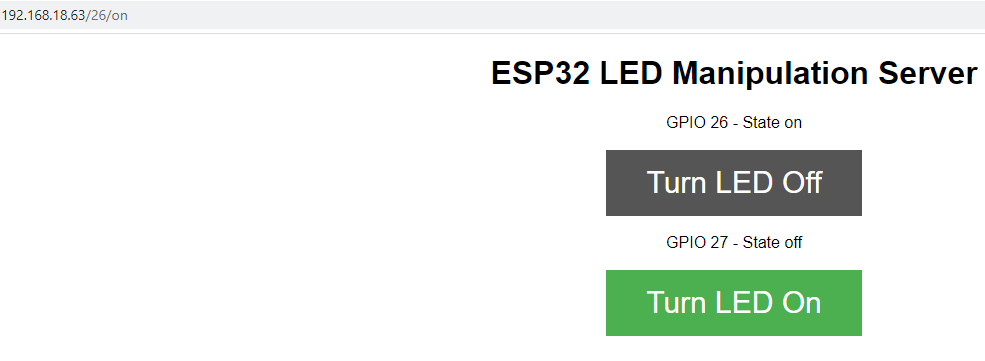 192.168.18.63/26/on
ESP32 LED Manipulation Server
GPIO 26 - State on
Turn LED Off
GPIO 27 - State off
Turn LED On